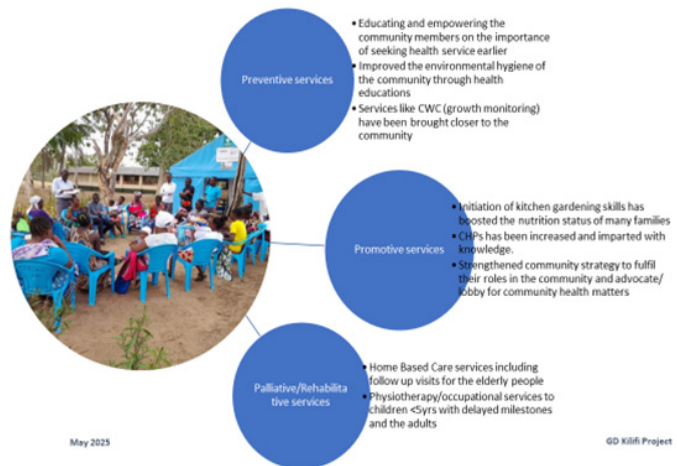 Preventive services
• Educating and empowering the
community members on the importance
of seeking health service earlier
• Improved the environmental hygiene of
the community through health
educations
• Services like CWC (growth monitoring)
have been brought closer to the
community
Promotive services
• Initiation of kitchen gardening skills has
boosted the nutrition status of many families
• CHPs has been increased and imparted with
knowledge.
• Strengthened community strategy to fulfil
their roles in the community and advocate/
lobby for community health matters
Palliative/Rehabilita
tive services
• Home Based Care services including
follow up visits for the elderly people
• Physiotherapy/occupational services to
children <5yrs with delayed milestones
and the adults
May 2025
GD Kilifi Project